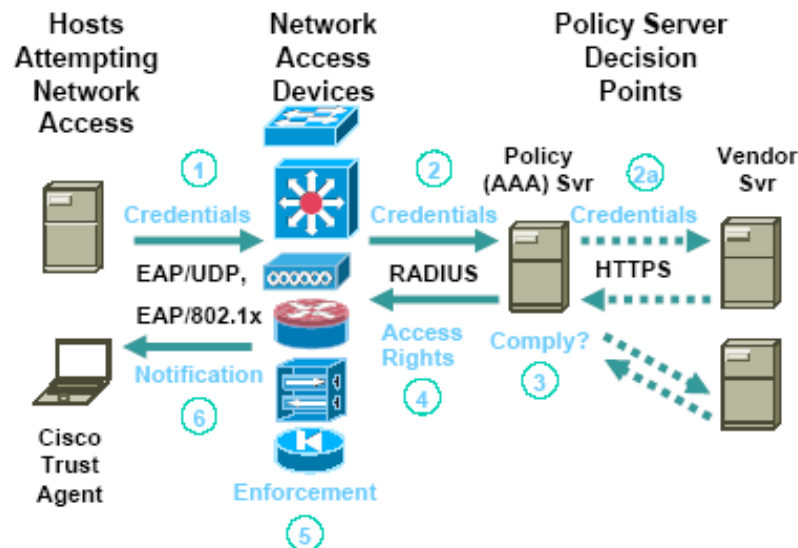 Hosts
Attempting
Network
Access
Network
Access
Devices
Policy Server
Decision
Points
1
Credentials
EAP/UDP,
EAP/802.1x
Notification
6
Cisco
Trust
Agent
Enforcement
5
2
Credentials
RADIUS
Access
Rights
4
Policy
(AAA) Svr
Comply?
3
2a
Credentials
HTTPS
Vendor
Svr